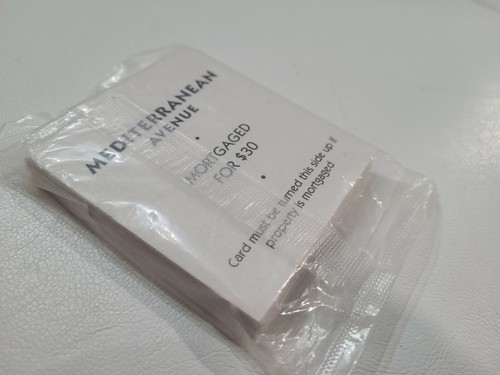 MEDITERRANEAN
AVENUE
MORTGAGED
FOR $30
Card must be turned this side up if
property is mortgaged